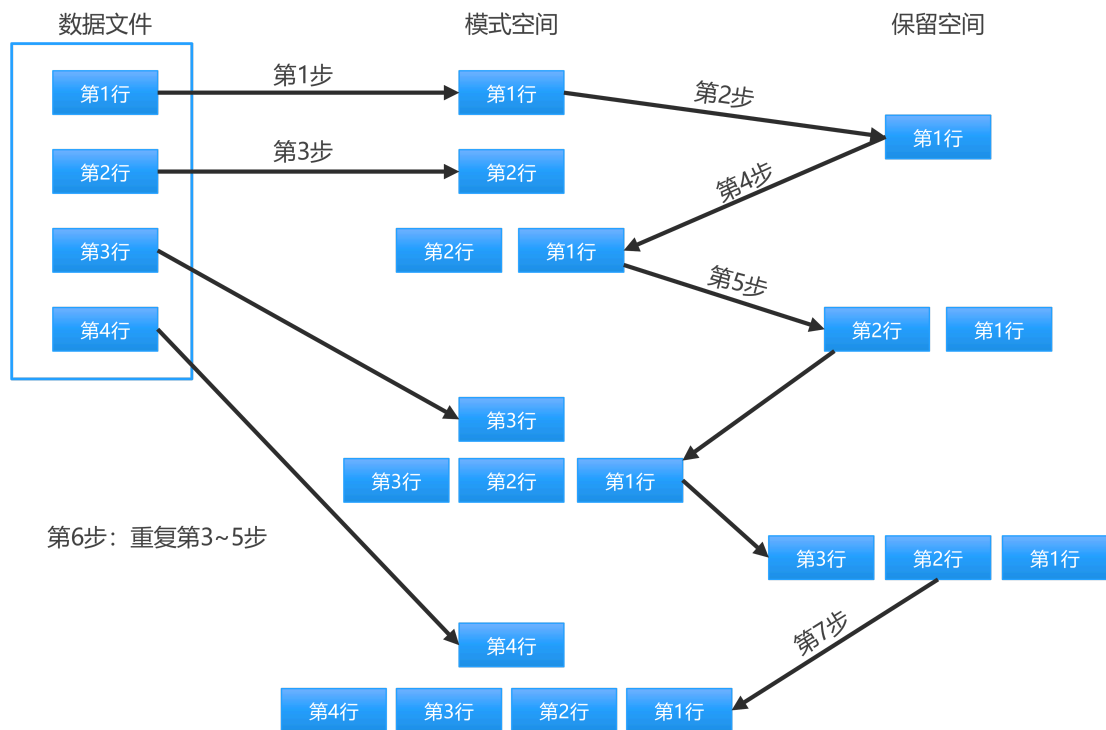 数据文件
模式空间
保留空间
第1行
第1步
第1行
第2步
第1行
第2行
第3步
第2行
第4步
第3行
第2行
第1行
第5步
第4行
第2行
第1行
第3行
第3行
第2行
第1行
第6步：重复第3~5步
第3行
第2行
第1行
第4行
第7步
第4行
第3行
第2行
第1行